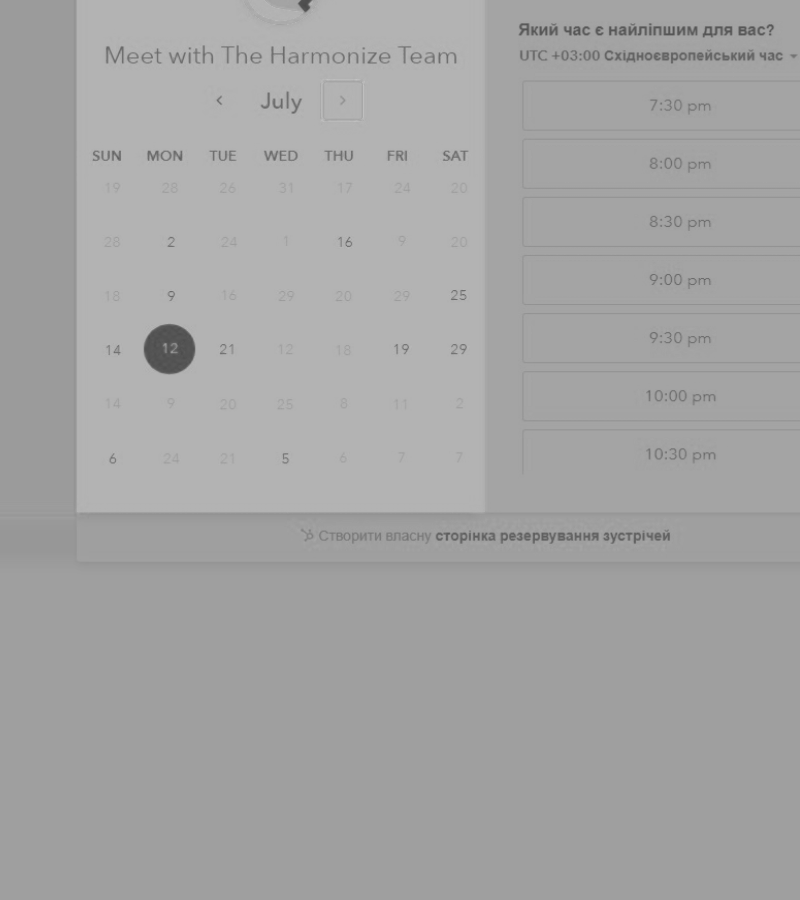 Meet with The Harmonize Team
July
SUN MON TUE WED THU FRI SAT
19 28 26 31 17 24 20
28 2 24 1 16 9 20
18 9 16 29 20 29 25
14 12 21 12 18 19 29
14 9 20 25 8 11 2
6 24 21 5 6 7 7
Який час є найліпшим для вас?
UTC +03:00 Східноєвропейський час
7:30 pm
8:00 pm
8:30 pm
9:00 pm
9:30 pm
10:00 pm
10:30 pm
Створити власну сторінка резервування зустрічей